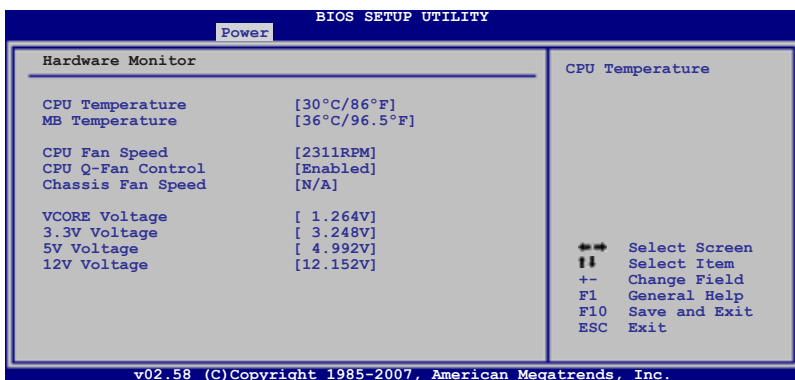 BIOS SETUP UTILITY
Power
Hardware Monitor
CPU Temperature [30°C/86°F]
MB Temperature [36°C/96.5°F]
CPU Fan Speed [2311RPM]
CPU Q-Fan Control [Enabled]
Chassis Fan Speed [N/A]
VCORE Voltage [ 1.264V]
3.3V Voltage [ 3.248V]
5V Voltage [ 4.992V]
12V Voltage [12.152V]
CPU Temperature
←→ Select Screen
↑↓ Select Item
+- Change Field
F1 General Help
F10 Save and Exit
ESC Exit
v02.58 (C)Copyright 1985-2007, American Megatrends, Inc.